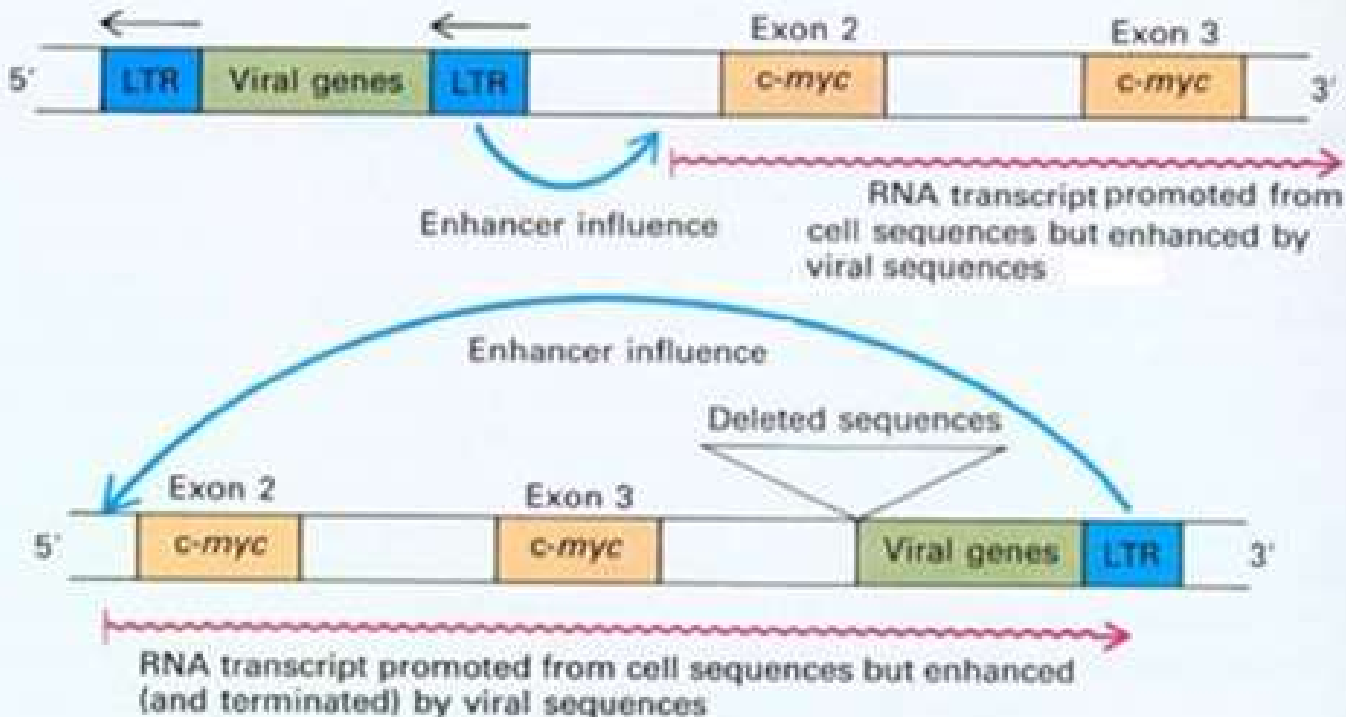 Exon 2
Exon 3
5' LTR Viral genes LTR c-myc c-myc 3'
Enhancer influence
RNA transcript promoted from
cell sequences but enhanced by
viral sequences
Enhancer influence
Deleted sequences
Exon 2
Exon 3
5' c-myc c-myc Viral genes LTR 3'
RNA transcript promoted from cell sequences but enhanced
(and terminated) by viral sequences